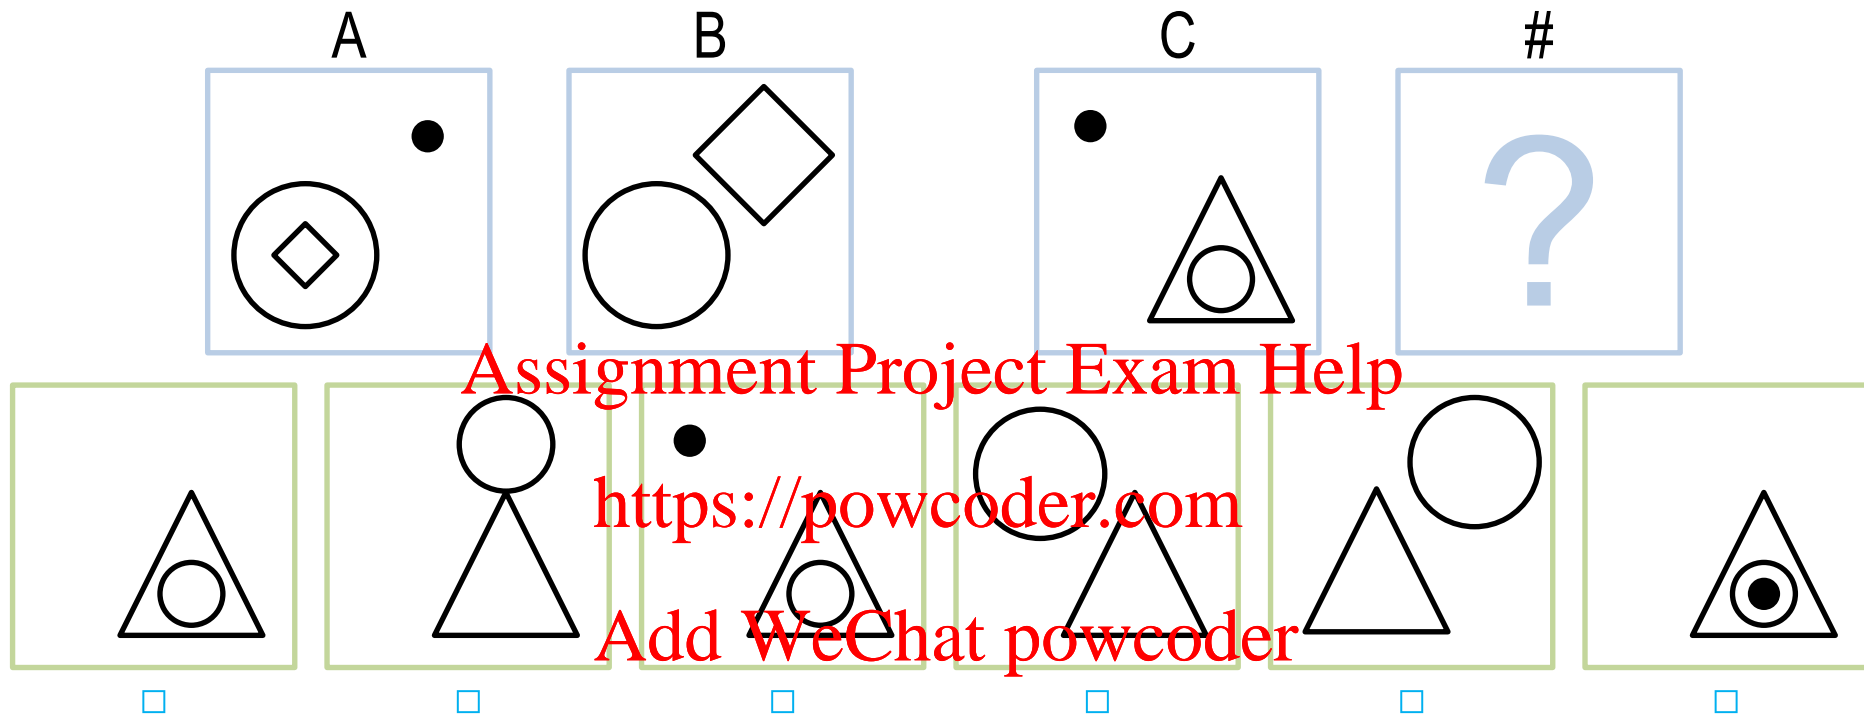 A B C #
?
Assignment Project Exam Help
https://powcoder.com
Add WeChat powcoder